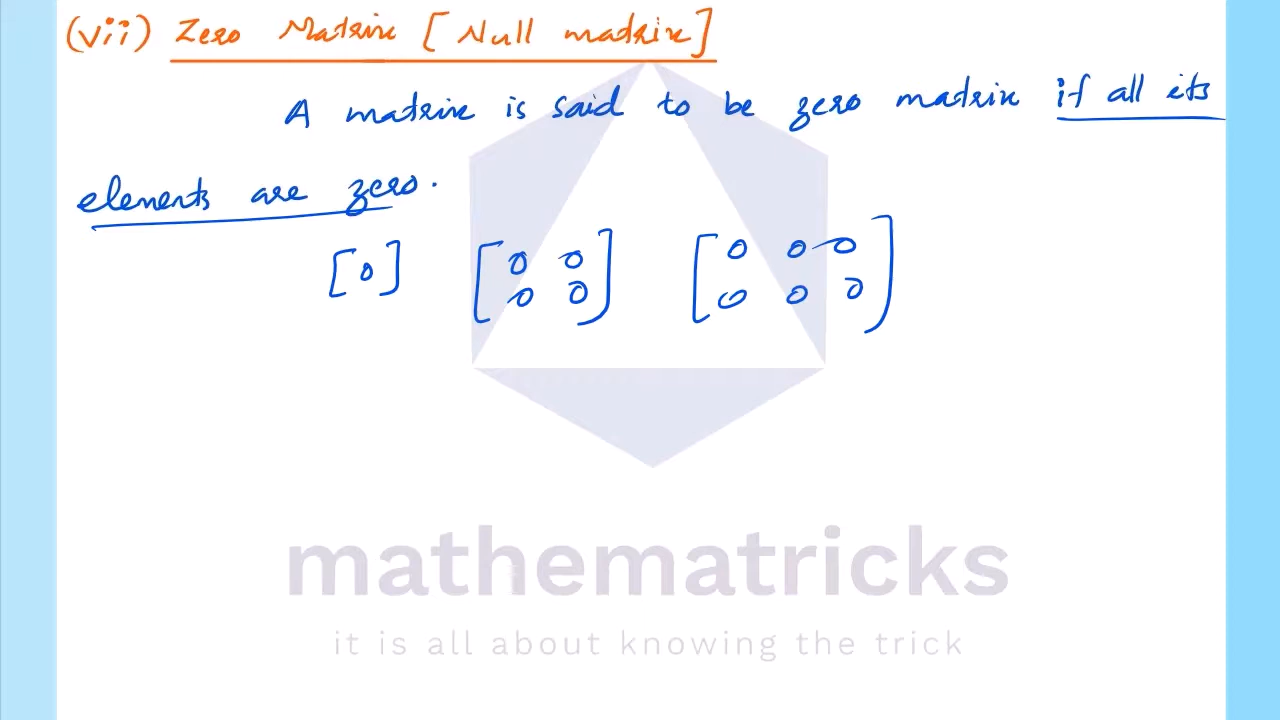 (vii) Zero Matrix [Null matrix]
A matrix is said to be zero matrix if all its
elements are zero.
[0] [0 0 [0 0 0
0 0] 0 0 0]
mathematricks
it is all about knowing the trick